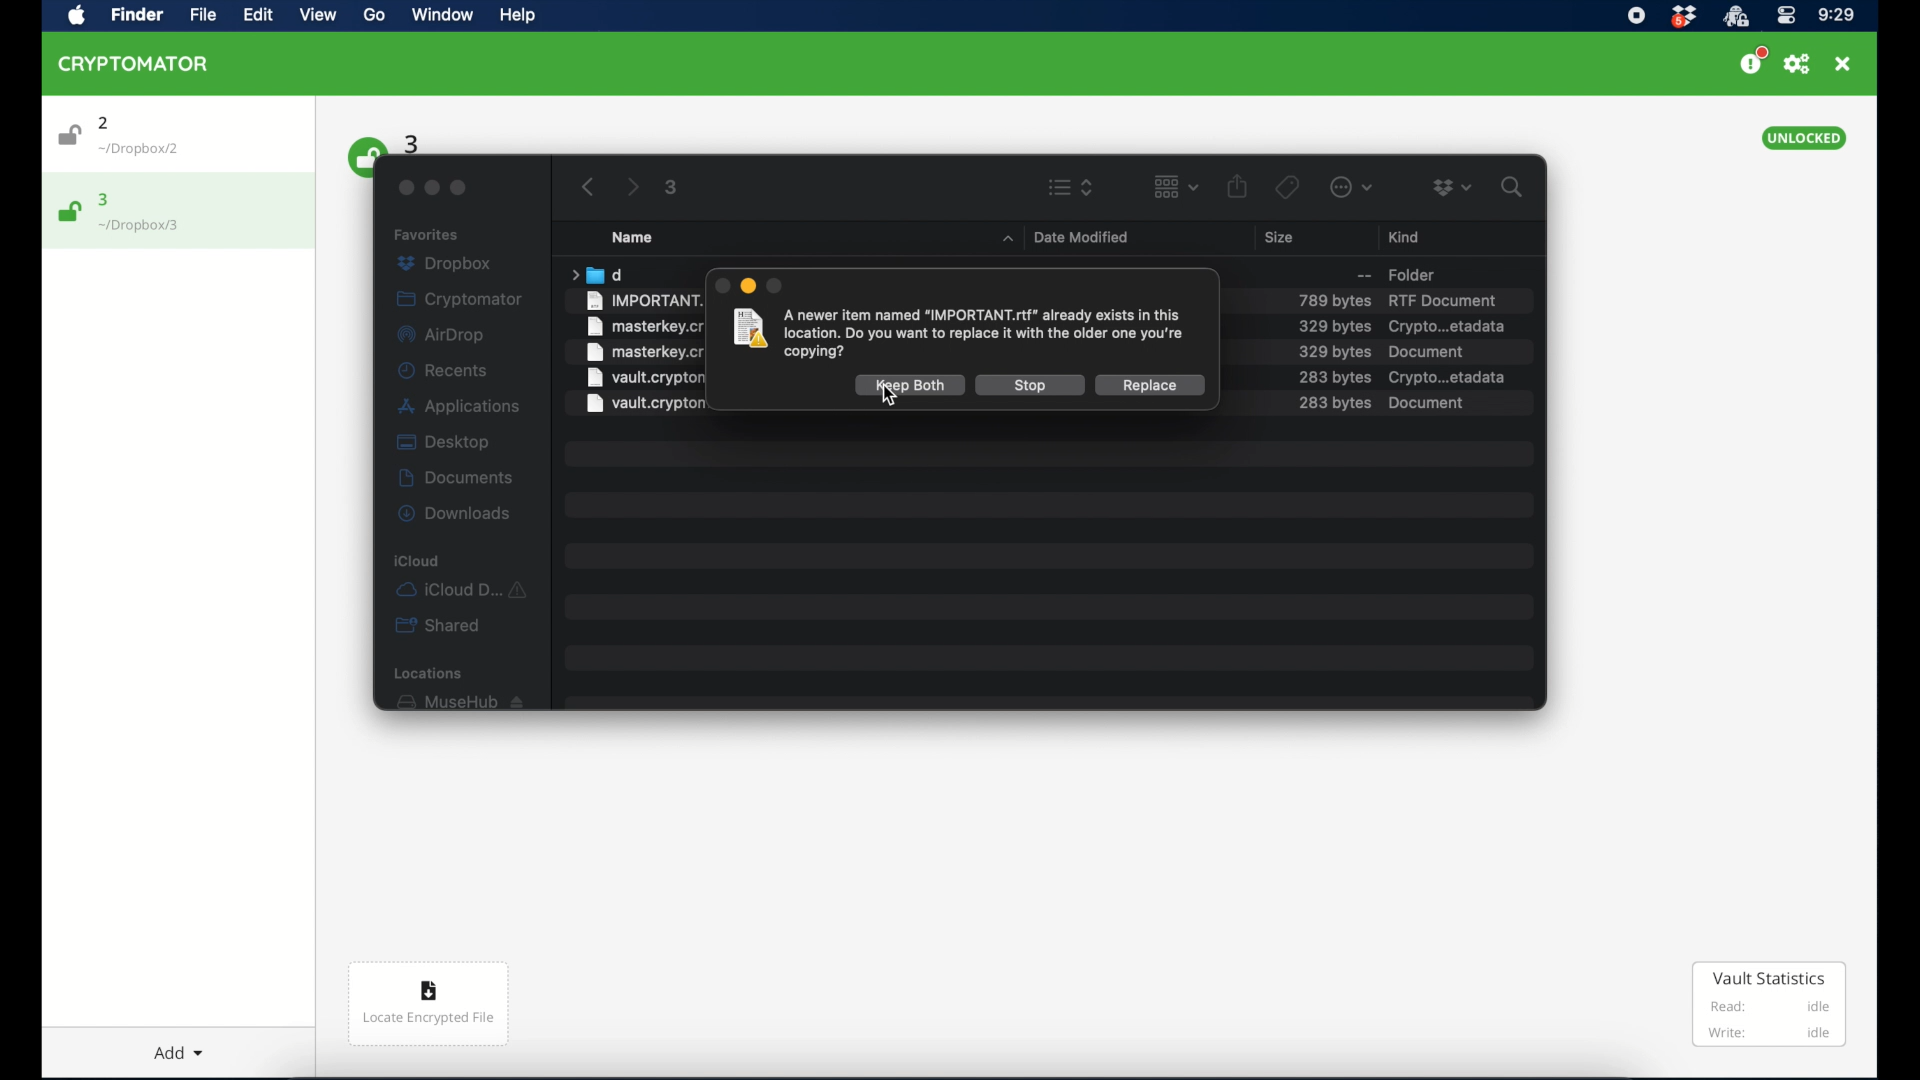 Finder File Edit View Go Window Help 5 9:29
CRYPTOMATOR
2
~/Dropbox/2
3
~/Dropbox/3
3
UNLOCKED
3
Favorites
Dropbox
Cryptomator
AirDrop
Recents
Applications
Desktop
Documents
Downloads
iCloud
iCloud D...
Shared
Locations
MuseHub
Name Date Modified Size Kind
d -- Folder
IMPORTANT. 789 bytes RTF Document
masterkey.cr 329 bytes Crypto...etadata
masterkey.cr 329 bytes Document
vault.crypton 283 bytes Crypto...etadata
vault.crypton 283 bytes Document
A newer item named “IMPORTANT.rtf” already exists in this
location. Do you want to replace it with the older one you’re
copying?
Keep Both Stop Replace
Locate Encrypted File
Vault Statistics
Read: idle
Write: idle
Add